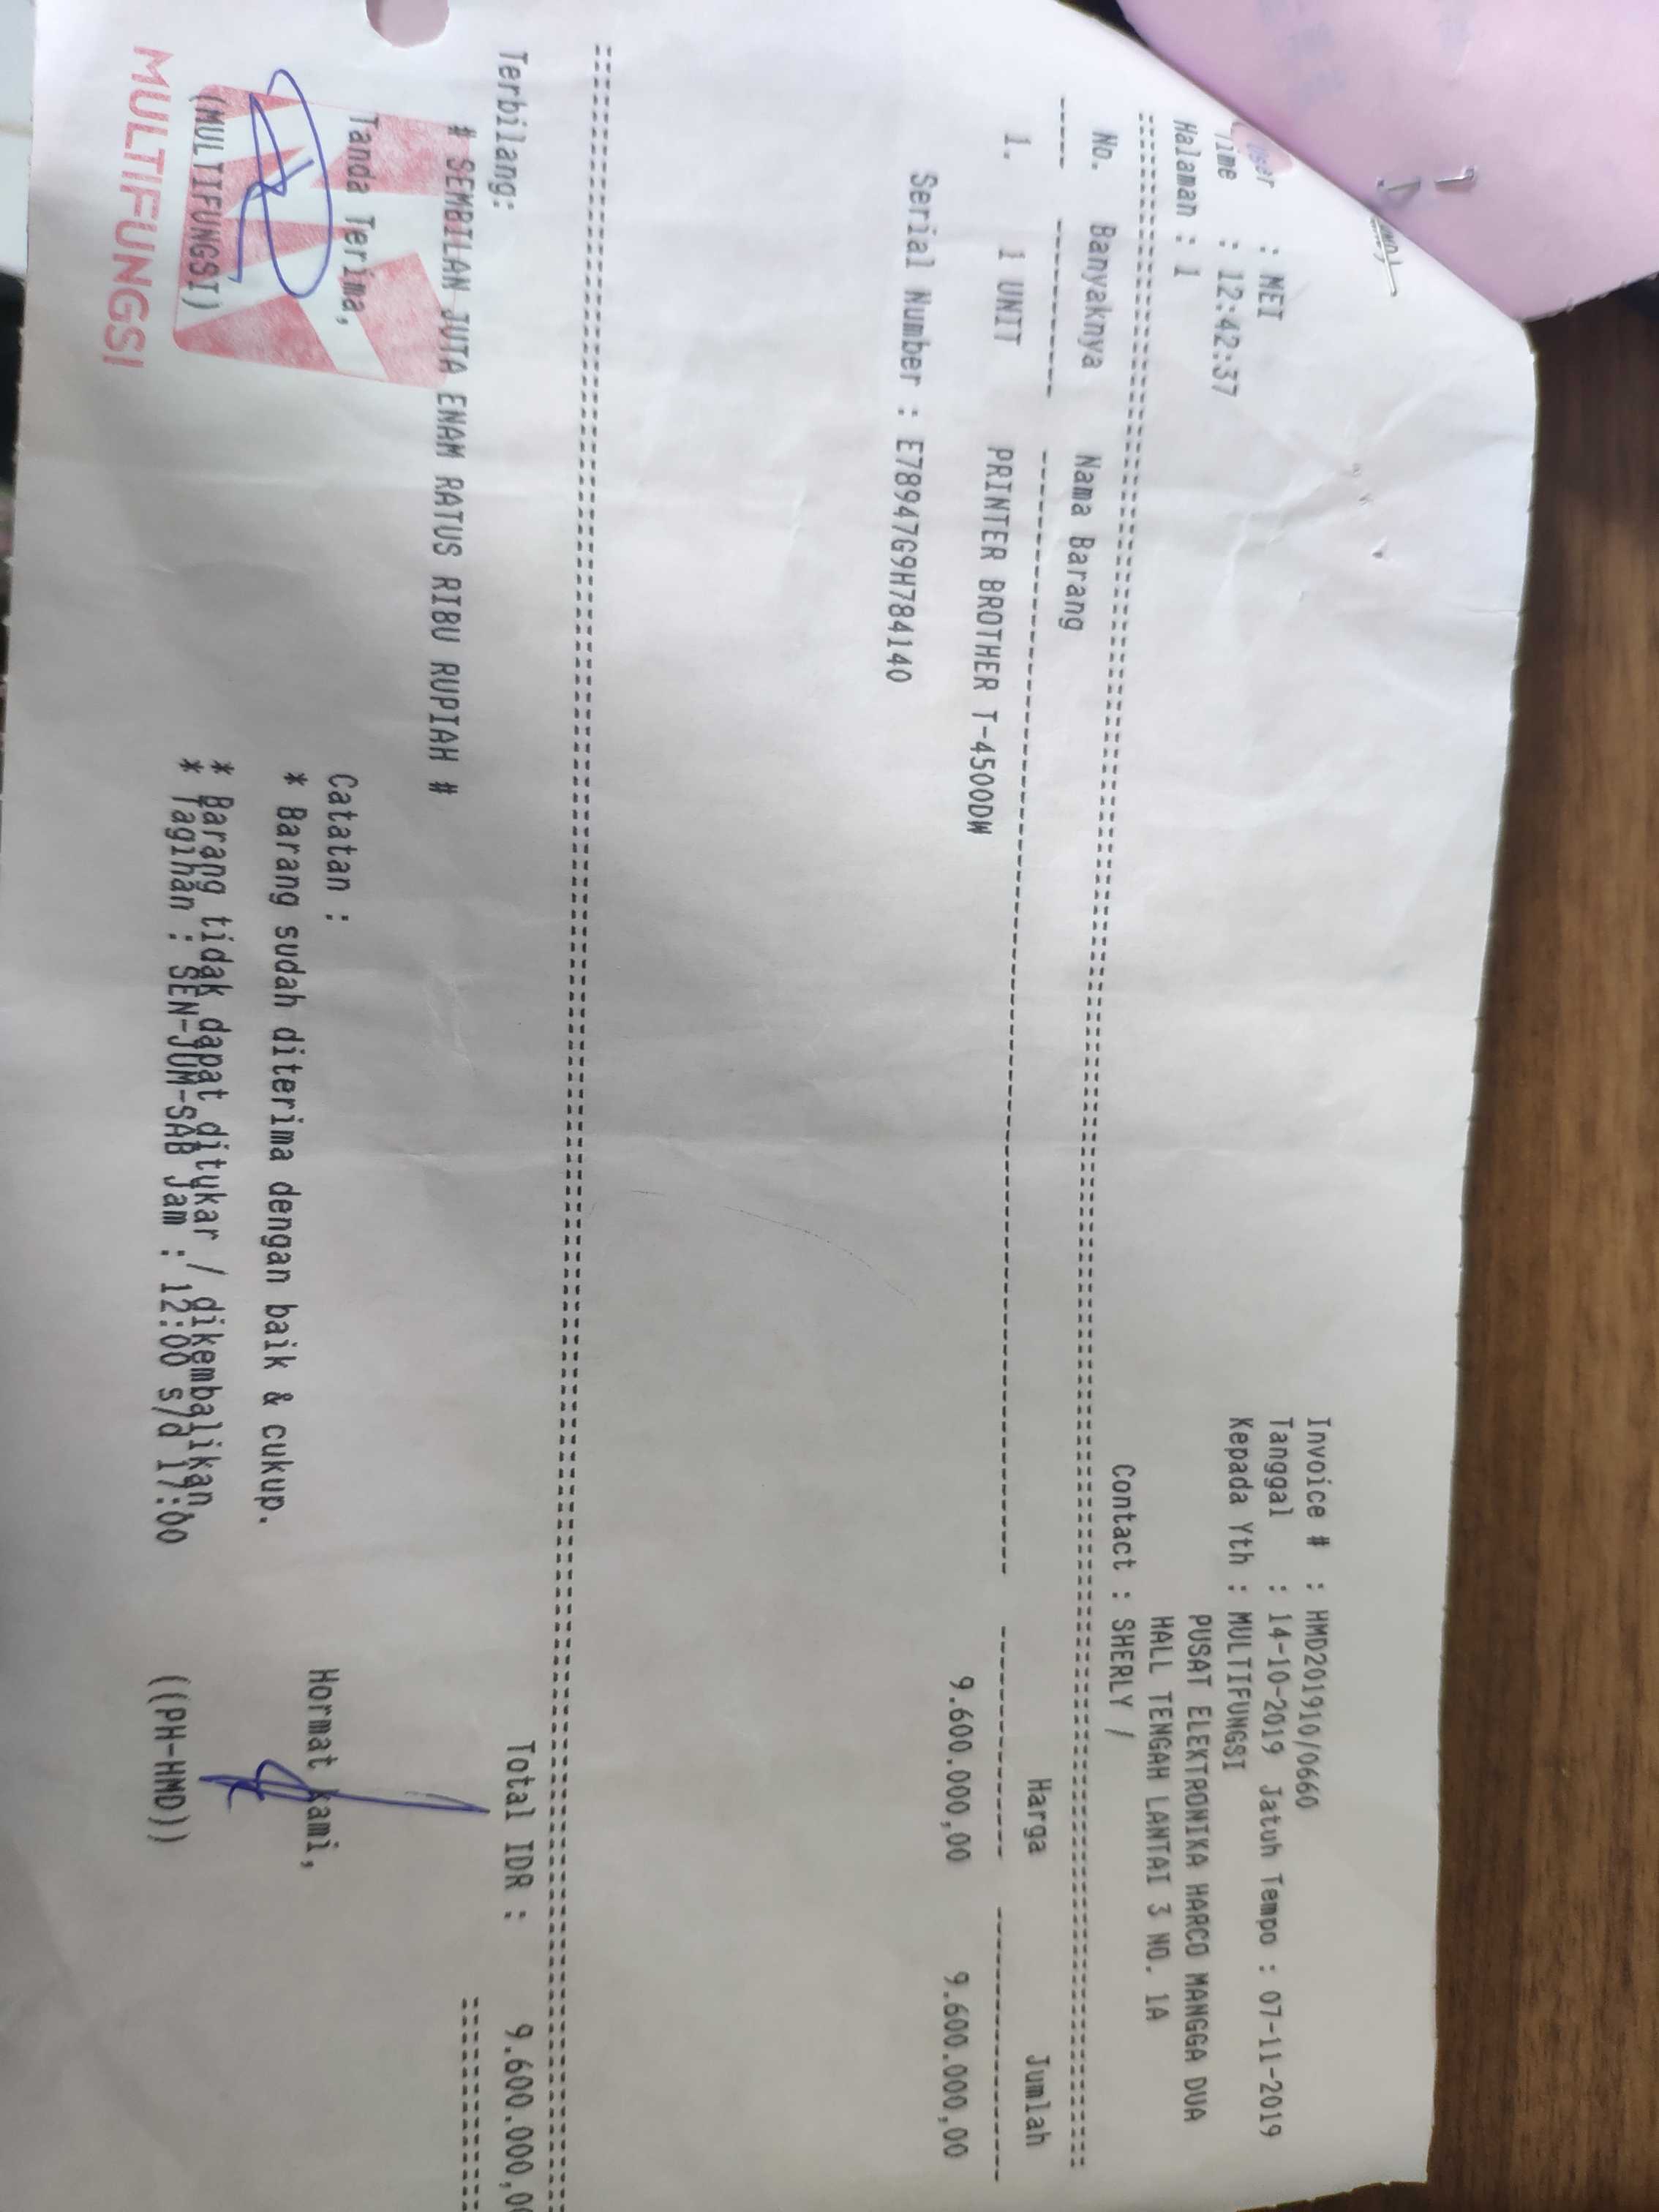 Invoice # : HMD201910/0660
Tanggal : 14-10-2019 Jatuh Tempo : 07-11-2019
: MEI Kepada Yth : MULTIFUNGSI
Time : 12:42:37 PUSAT ELEKTRONIKA HARCO MANGGA DUA
Halaman : 1 HALL TENGAH LANTAI 3 NO. 1A
Contact : SHERLY /
No. Banyaknya Nama Barang Harga Jumlah
1. 1 UNIT PRINTER BROTHER T-4500DW 9.600.000,00 9.600.000,00
Serial Number : E78947G9H784140
Terbilang: Total IDR : 9.600.000,00
# SEMBILAN JUTA ENAM RATUS RIBU RUPIAH #
Tanda Terima, Catatan : Hormat kami,
* Barang sudah diterima dengan baik & cukup.
* Barang tidak dapat ditukar / dikembalikan.
(MULTIFUNGSI) * Tagihan : SEN-JUM-SAB Jam : 12:00 s/d 17:00 ((PH-HMD))
MULTIFUNGSI